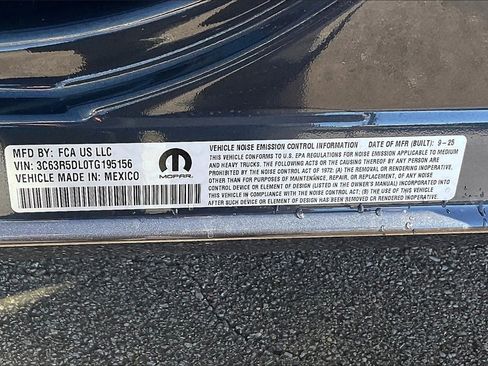 MFD BY: FCA US LLC
VIN: 3C63R5DL0TG195156
VEHICLE MADE IN: MEXICO
MOPAR.
VEHICLE NOISE EMISSION CONTROL INFORMATION DATE OF MFR (BUILT): 9-25
THIS VEHICLE CONFORMS TO U.S. EPA REGULATIONS FOR NOISE EMISSION APPLICABLE TO MEDIUM
AND HEAVY TRUCKS. THE FOLLOWING ACTS OR THE CAUSING THEREOF BY ANY PERSON ARE
PROHIBITED BY THE NOISE CONTROL ACT OF 1972: (A) THE REMOVAL OR RENDERING INOPERATIVE,
OTHER THAN FOR PURPOSES OF MAINTENANCE, REPAIR, OR REPLACEMENT, OF ANY NOISE
CONTROL DEVICE OR ELEMENT OF DESIGN (LISTED IN THE OWNER'S MANUAL) INCORPORATED INTO
THIS VEHICLE IN COMPLIANCE WITH THE NOISE CONTROL ACT; (B) THE USE OF THIS VEHICLE
AFTER SUCH DEVICE OR ELEMENT OF DESIGN HAS BEEN REMOVED OR RENDERED INOPERATIVE.